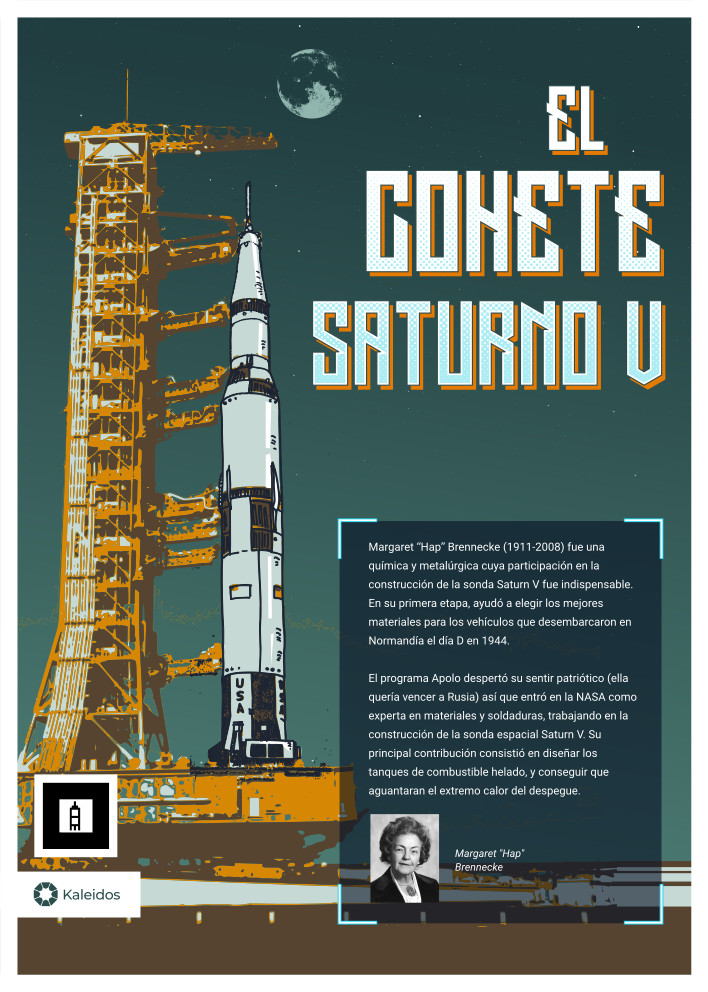 EL
COHETE
SATURNO V
Margaret “Hap” Brennecke (1911-2008) fue una
química y metalúrgica cuya participación en la
construcción de la sonda Saturn V fue indispensable.
En su primera etapa, ayudó a elegir los mejores
materiales para los vehículos que desembarcaron en
Normandía el día D en 1944.
El programa Apolo despertó su sentir patriótico (ella
quería vencer a Rusia) así que entró en la NASA como
experta en materiales y soldaduras, trabajando en la
construcción de la sonda espacial Saturn V. Su
principal contribución consistió en diseñar los
tanques de combustible helado, y conseguir que
aguantaran el extremo calor del despegue.
Margaret "Hap"
Brennecke
USA
Kaleidos